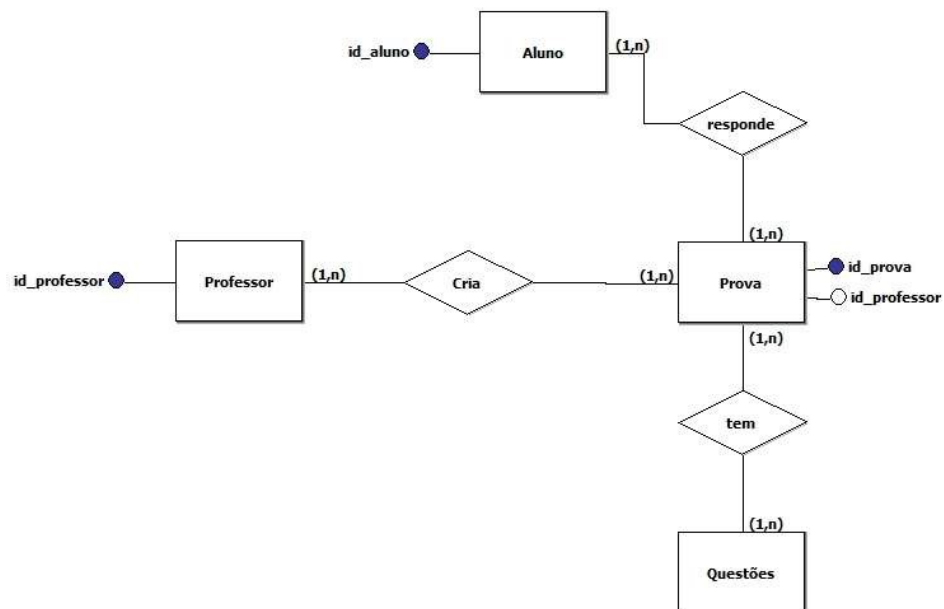 id_aluno
Aluno
(1,n)
responde
(1,n)
id_professor
Professor
(1,n)
Cria
(1,n)
Prova
id_prova
id_professor
(1,n)
tem
(1,n)
Questões